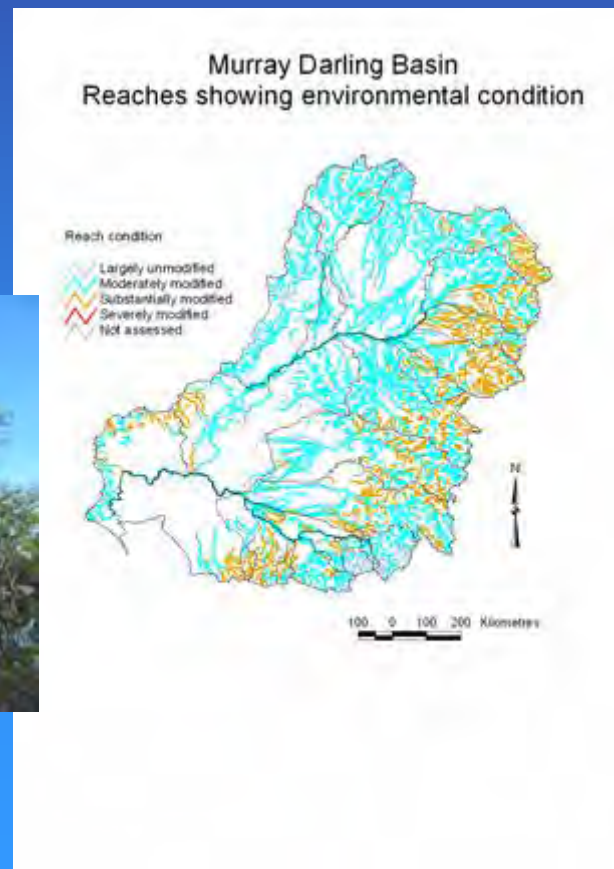 Murray Darling Basin
Reaches showing environmental condition
Reach condition
Largely unmodified
Moderately modified
Substantially modified
Severely modified
Not assessed
N
100 0 100 200 Kilometres